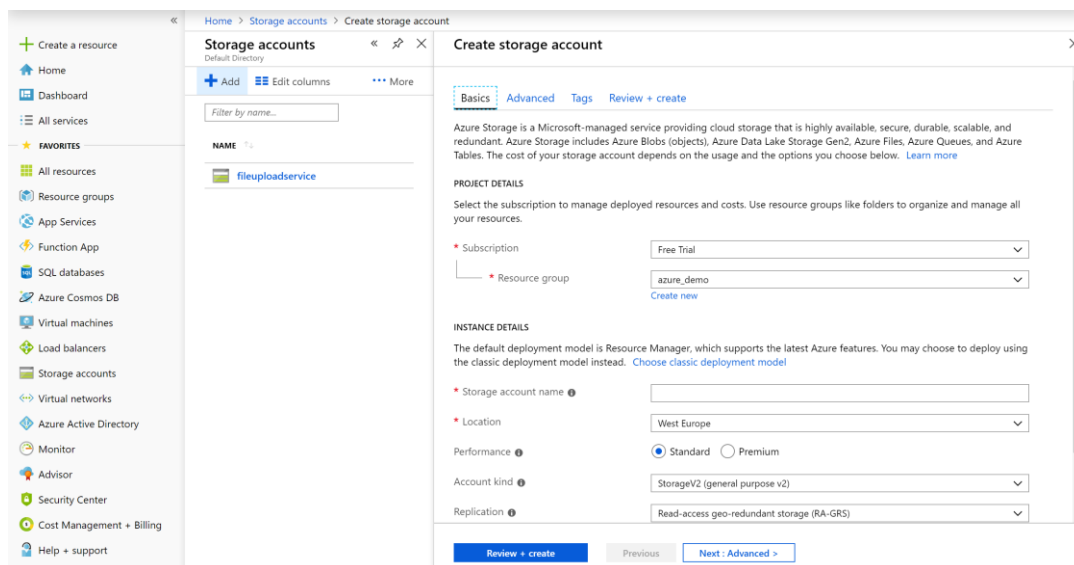 Home > Storage accounts > Create storage account
Create a resource
Home
Dashboard
All services
FAVORITES
All resources
Resource groups
App Services
Function App
SQL databases
Azure Cosmos DB
Virtual machines
Load balancers
Storage accounts
Virtual networks
Azure Active Directory
Monitor
Advisor
Security Center
Cost Management + Billing
Help + support
Storage accounts
Default Directory
Add Edit columns More
Filter by name...
NAME
fileuploadservice
Create storage account
Basics Advanced Tags Review + create
Azure Storage is a Microsoft-managed service providing cloud storage that is highly available, secure, durable, scalable, and
redundant. Azure Storage includes Azure Blobs (objects), Azure Data Lake Storage Gen2, Azure Files, Azure Queues, and Azure
Tables. The cost of your storage account depends on the usage and the options you choose below. Learn more
PROJECT DETAILS
Select the subscription to manage deployed resources and costs. Use resource groups like folders to organize and manage all
your resources.
* Subscription Free Trial
* Resource group azure_demo
Create new
INSTANCE DETAILS
The default deployment model is Resource Manager, which supports the latest Azure features. You may choose to deploy using
the classic deployment model instead. Choose classic deployment model
* Storage account name
* Location West Europe
Performance Standard Premium
Account kind StorageV2 (general purpose v2)
Replication Read-access geo-redundant storage (RA-GRS)
Review + create Previous Next : Advanced >